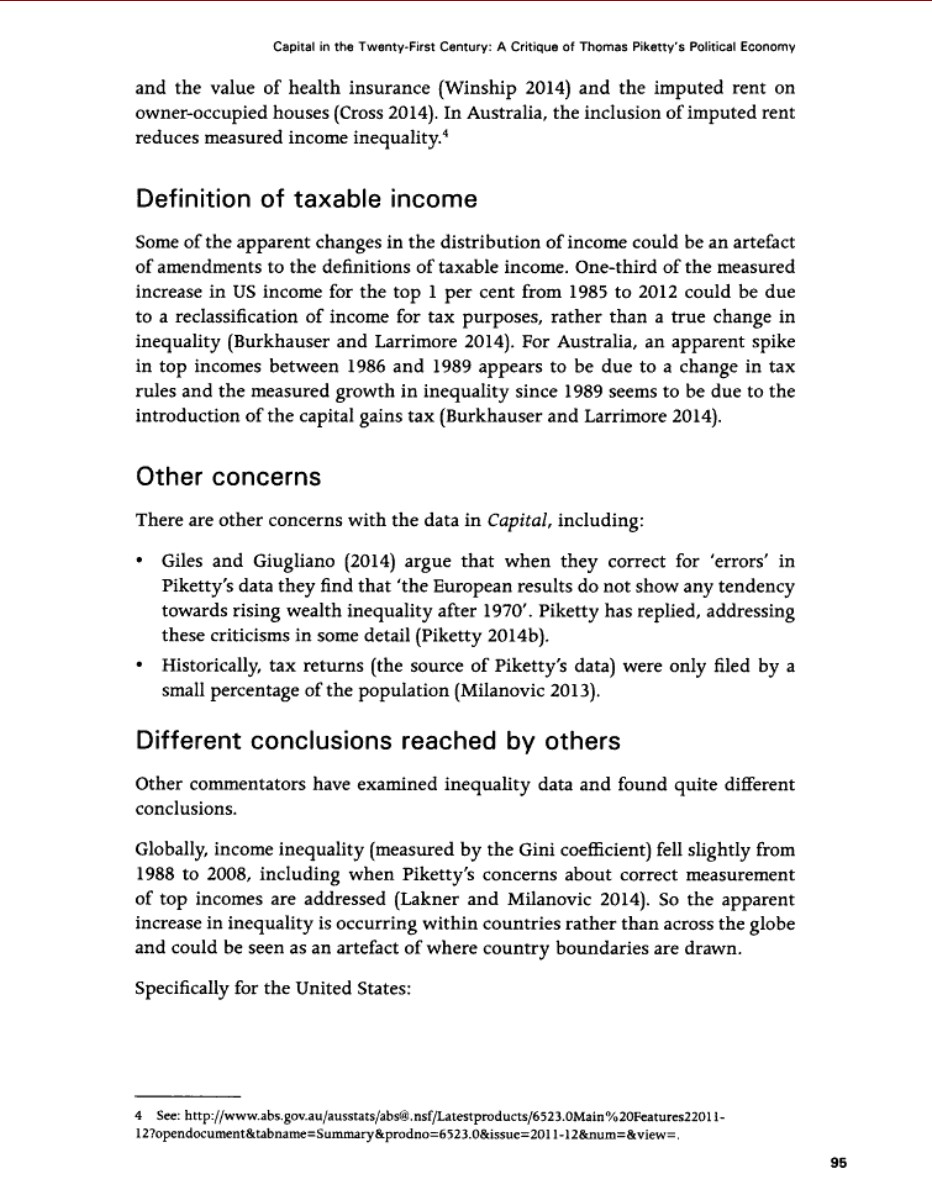 Capital in the Twenty-First Century: A Critique of Thomas Piketty's Political Economy
and the value of health insurance (Winship 2014) and the imputed rent on
owner-occupied houses (Cross 2014). In Australia, the inclusion of imputed rent
reduces measured income inequality.⁴
Definition of taxable income
Some of the apparent changes in the distribution of income could be an artefact
of amendments to the definitions of taxable income. One-third of the measured
increase in US income for the top 1 per cent from 1985 to 2012 could be due
to a reclassification of income for tax purposes, rather than a true change in
inequality (Burkhauser and Larrimore 2014). For Australia, an apparent spike
in top incomes between 1986 and 1989 appears to be due to a change in tax
rules and the measured growth in inequality since 1989 seems to be due to the
introduction of the capital gains tax (Burkhauser and Larrimore 2014).
Other concerns
There are other concerns with the data in Capital, including:
• Giles and Giugliano (2014) argue that when they correct for 'errors' in
Piketty's data they find that 'the European results do not show any tendency
towards rising wealth inequality after 1970'. Piketty has replied, addressing
these criticisms in some detail (Piketty 2014b).
• Historically, tax returns (the source of Piketty's data) were only filed by a
small percentage of the population (Milanovic 2013).
Different conclusions reached by others
Other commentators have examined inequality data and found quite different
conclusions.
Globally, income inequality (measured by the Gini coefficient) fell slightly from
1988 to 2008, including when Piketty's concerns about correct measurement
of top incomes are addressed (Lakner and Milanovic 2014). So the apparent
increase in inequality is occurring within countries rather than across the globe
and could be seen as an artefact of where country boundaries are drawn.
Specifically for the United States:
4 See: http://www.abs.gov.au/ausstats/abs@.nsf/Latestproducts/6523.0Main%20Features22011-
12?opendocument&tabname=Summary&prodno=6523.0&issue=2011-12&num=&view=.
95